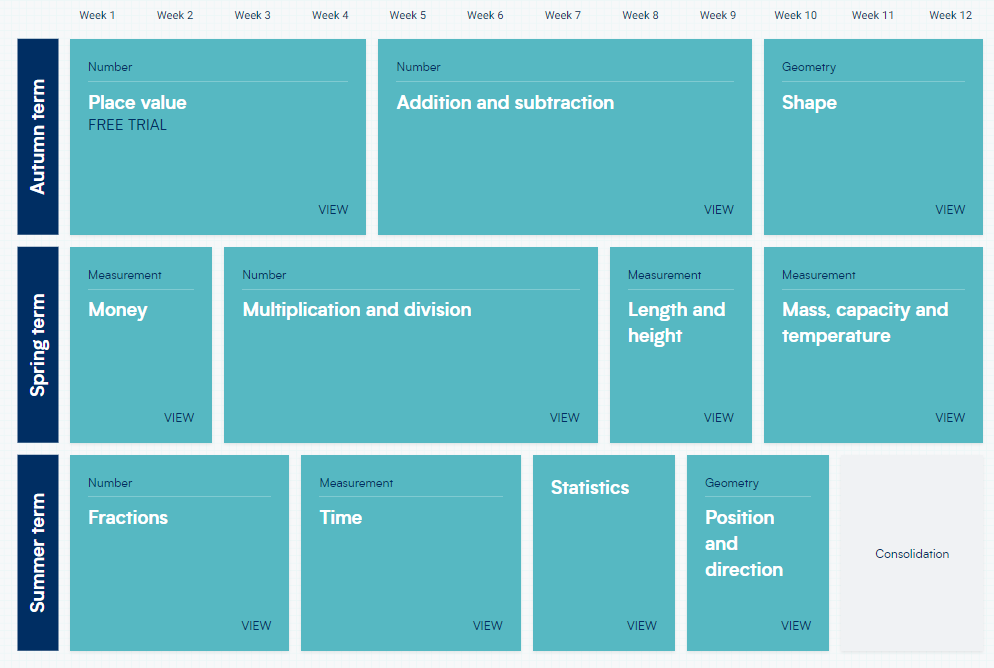 Week 1 Week 2 Week 3 Week 4 Week 5 Week 6 Week 7 Week 8 Week 9 Week 10 Week 11 Week 12
Autumn term
Number
Place value
FREE TRIAL
VIEW
Number
Addition and subtraction
VIEW
Geometry
Shape
VIEW
Spring term
Measurement
Money
VIEW
Number
Multiplication and division
VIEW
Measurement
Length and
height
VIEW
Measurement
Mass, capacity and
temperature
VIEW
Summer term
Number
Fractions
VIEW
Measurement
Time
VIEW
Statistics
VIEW
Geometry
Position
and
direction
VIEW
Consolidation